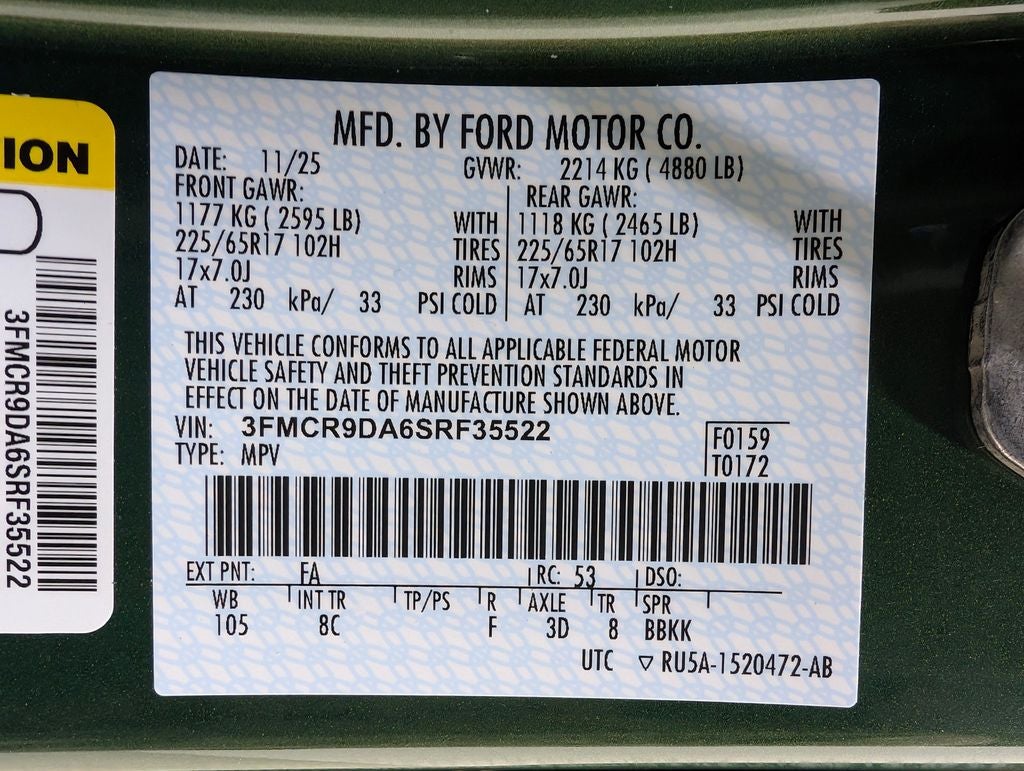 ION
3FMCR9DA6SRF35522
MFD. BY FORD MOTOR CO.
DATE: 11/25 GVWR: 2214 KG ( 4880 LB)
FRONT GAWR: REAR GAWR:
1177 KG ( 2595 LB) WITH 1118 KG ( 2465 LB) WITH
225/65R17 102H TIRES 225/65R17 102H TIRES
17x7.0J RIMS 17x7.0J RIMS
AT 230 kPa/ 33 PSI COLD AT 230 kPa/ 33 PSI COLD
THIS VEHICLE CONFORMS TO ALL APPLICABLE FEDERAL MOTOR
VEHICLE SAFETY AND THEFT PREVENTION STANDARDS IN
EFFECT ON THE DATE OF MANUFACTURE SHOWN ABOVE.
VIN: 3FMCR9DA6SRF35522 F0159
TYPE: MPV T0172
EXT PNT: FA RC: 53 DSO:
WB INT TR TP/PS R AXLE TR SPR
105 8C F 3D 8 BBKK
UTC ▽ RU5A-1520472-AB